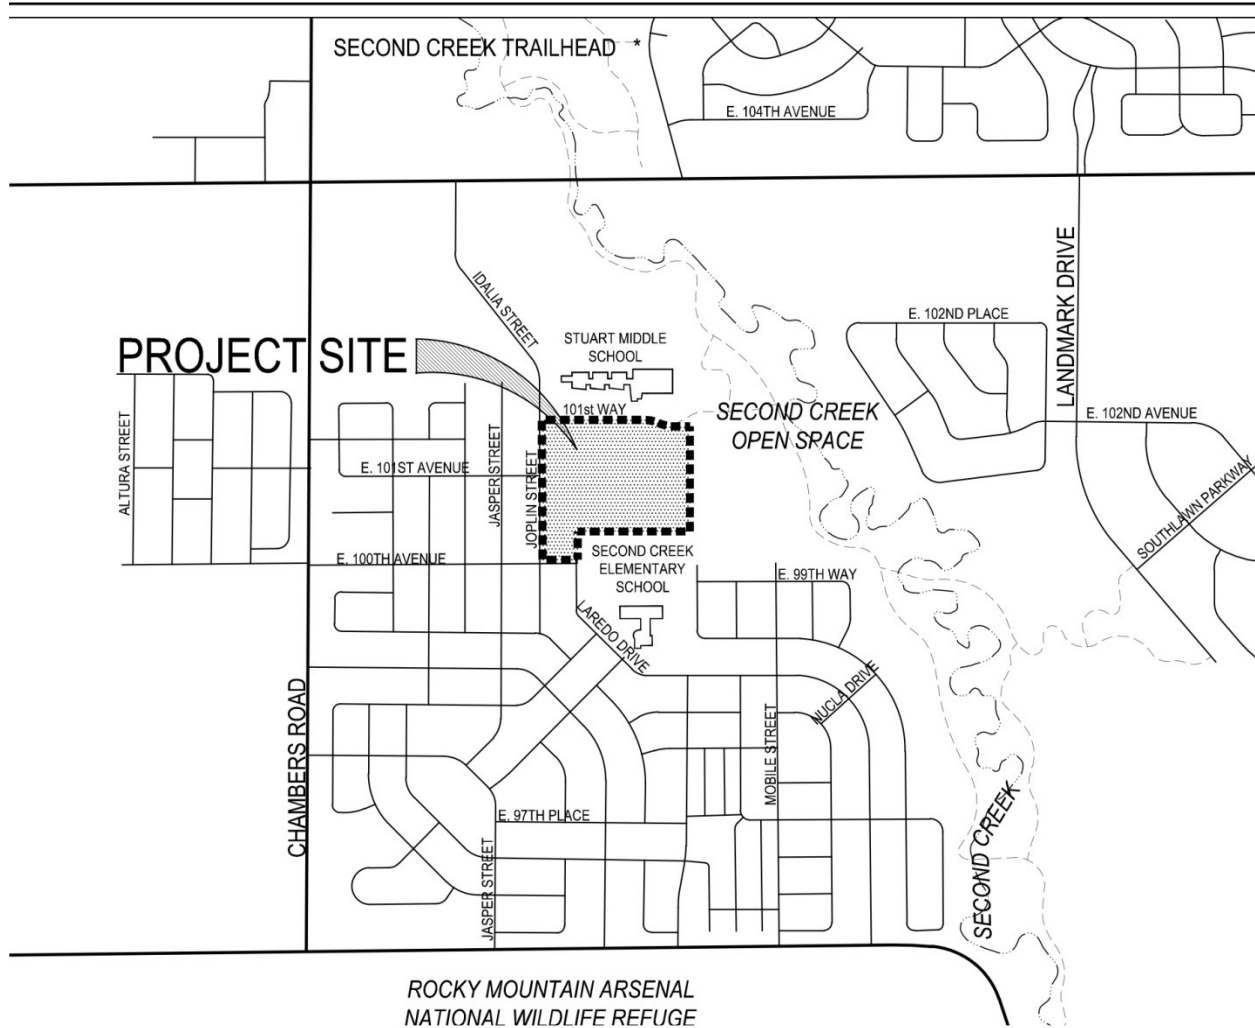 SECOND CREEK TRAILHEAD *
E. 104TH AVENUE
IDALIA STREET
LANDMARK DRIVE
E. 102ND PLACE
STUART MIDDLE
SCHOOL
PROJECT SITE
101st WAY
SECOND CREEK
OPEN SPACE
E. 102ND AVENUE
ALTURA STREET
E. 101ST AVENUE
JASPER STREET
JOPLIN STREET
SOUTHLAWN PARKWAY
E. 100TH AVENUE
SECOND CREEK
ELEMENTARY
SCHOOL
E. 99TH WAY
LAREDO DRIVE
NUCLA DRIVE
CHAMBERS ROAD
MOBILE STREET
E. 97TH PLACE
JASPER STREET
SECOND CREEK
ROCKY MOUNTAIN ARSENAL
NATIONAL WILDLIFE REFUGE